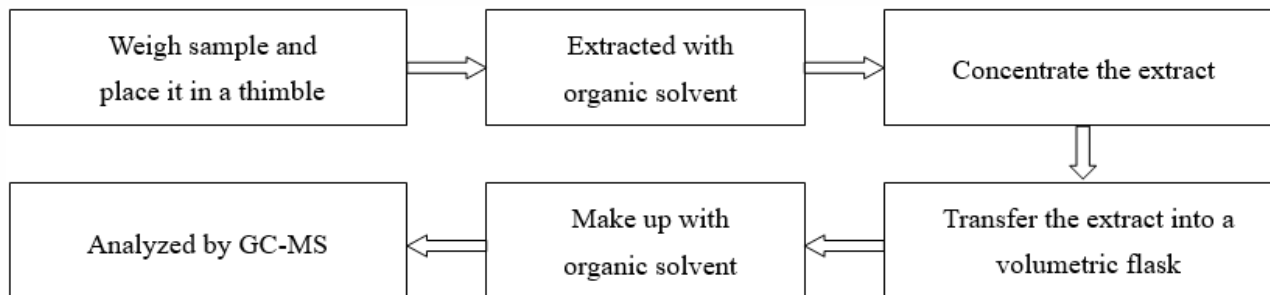 Weigh sample and
place it in a thimble
Extracted with
organic solvent
Concentrate the extract
Transfer the extract into a
volumetric flask
Make up with
organic solvent
Analyzed by GC-MS